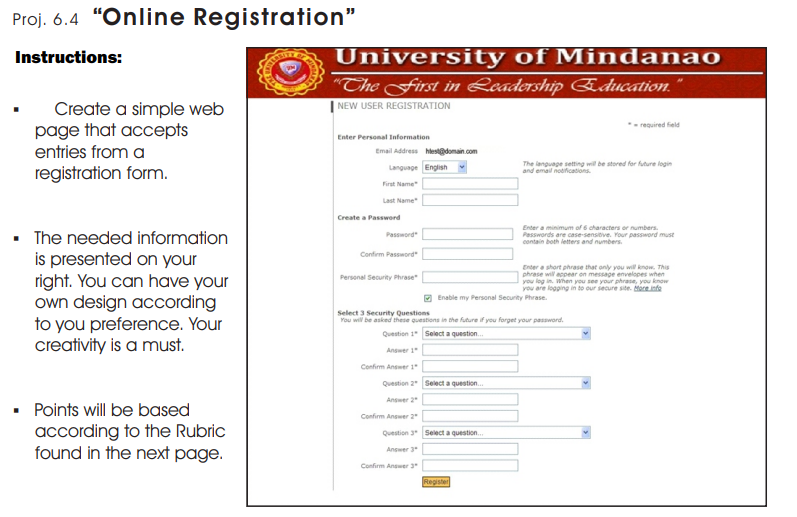 Proj. 6.4 “Online Registration”
Instructions:
▪ Create a simple web
page that accepts
entries from a
registration form.
▪ The needed information
is presented on your
right. You can have your
own design according
to you preference. Your
creativity is a must.
▪ Points will be based
according to the Rubric
found in the next page.
University of Mindanao
"The First in Leadership Education."
NEW USER REGISTRATION
* = required field
Enter Personal Information
Email Address htest@domain.com
Language English
The language setting will be stored for future login
and email notifications.
First Name*
Last Name*
Create a Password
Password*
Enter a minimum of 6 characters or numbers.
Passwords are case-sensitive. Your password must
contain both letters and numbers.
Confirm Password*
Personal Security Phrase*
Enter a short phrase that only you will know. This
phrase will appear on message envelopes when
you log in. When you see your phrase, you know
you are logging in to our secure site. More info
Enable my Personal Security Phrase.
Select 3 Security Questions
You will be asked these questions in the future if you forget your password.
Question 1* Select a question...
Answer 1*
Confirm Answer 1*
Question 2* Select a question...
Answer 2*
Confirm Answer 2*
Question 3* Select a question...
Answer 3*
Confirm Answer 3*
Register